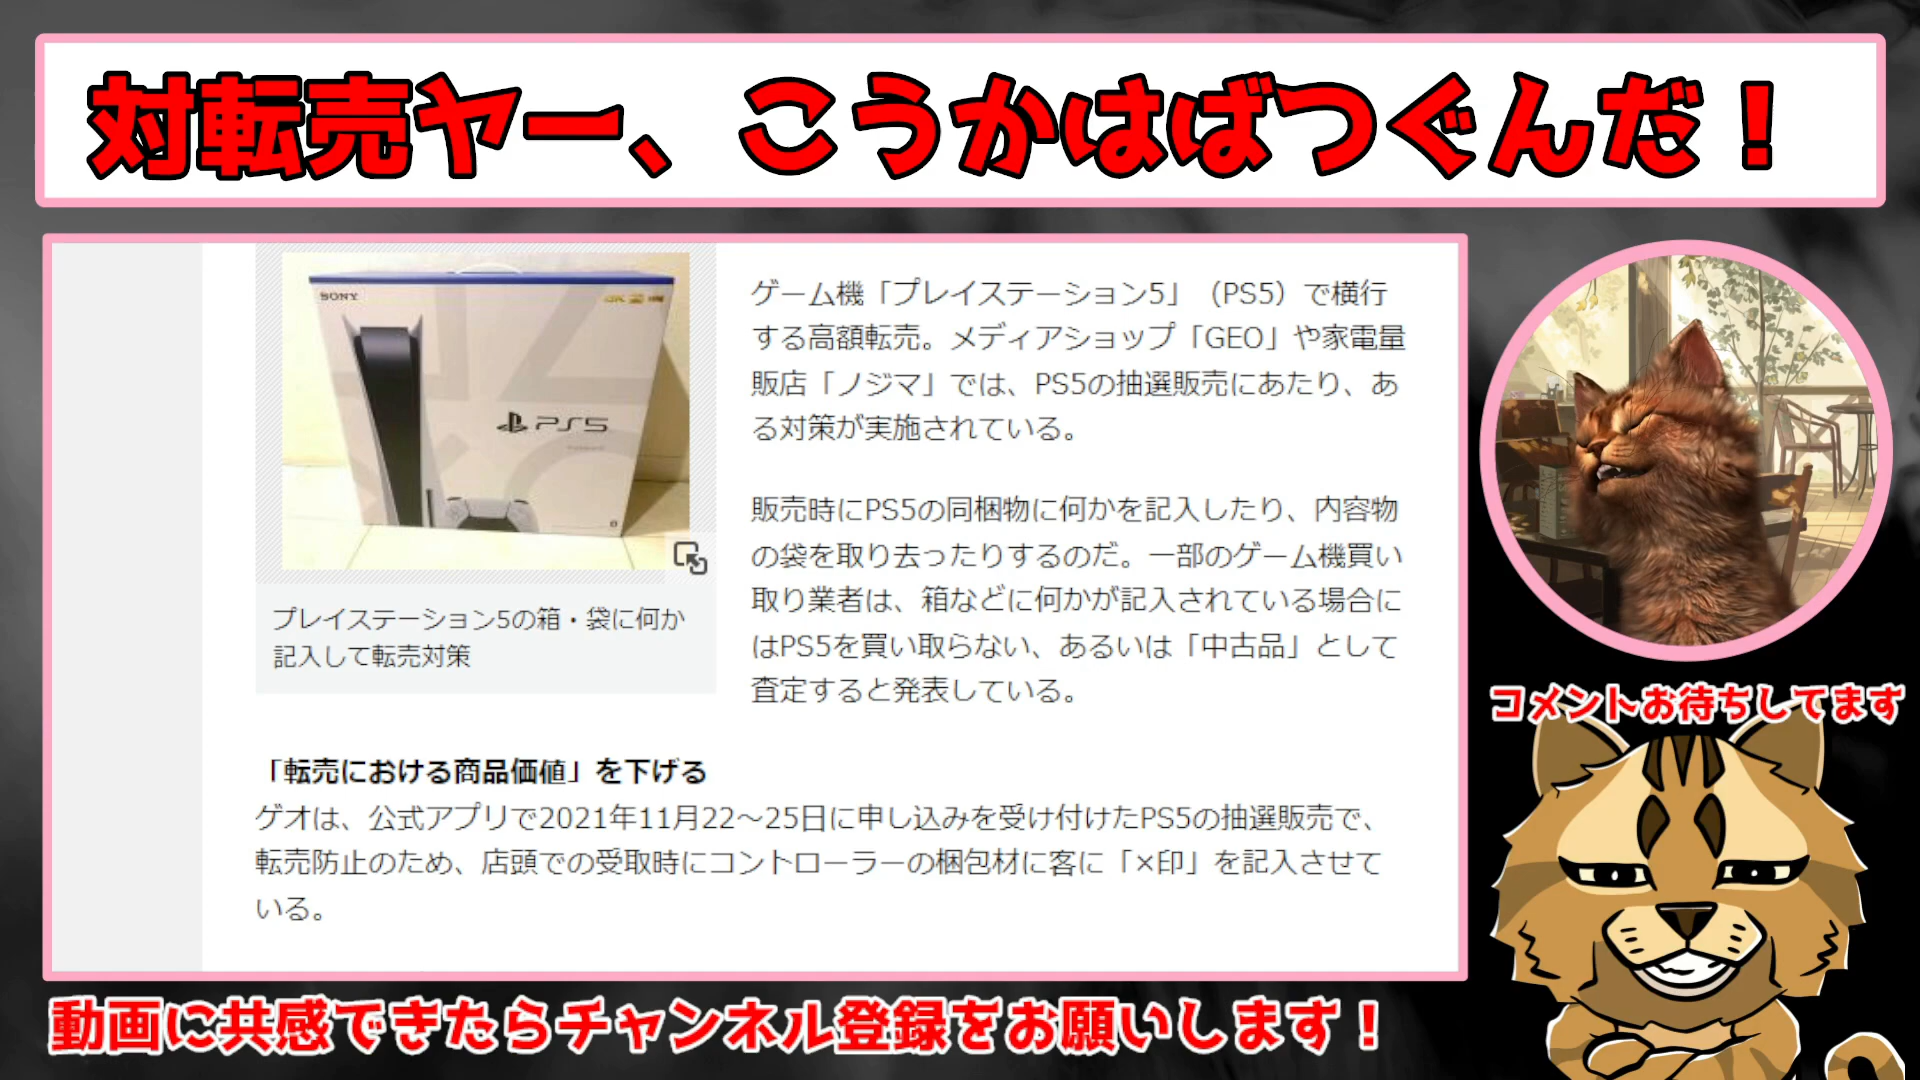 対転売ヤー、こうかはばつぐんだ！
SONY
PS5
プレイステーション5の箱・袋に何か
記入して転売対策
ゲーム機「プレイステーション5」（PS5）で横行
する高額転売。メディアショップ「GEO」や家電量
販店「ノジマ」では、PS5の抽選販売にあたり、あ
る対策が実施されている。
販売時にPS5の同梱物に何かを記入したり、内容物
の袋を取り去ったりするのだ。一部のゲーム機買い
取り業者は、箱などに何かが記入されている場合に
はPS5を買い取らない、あるいは「中古品」として
査定すると発表している。
「転売における商品価値」を下げる
ゲオは、公式アプリで2021年11月22～25日に申し込みを受け付けたPS5の抽選販売で、
転売防止のため、店頭での受取時にコントローラーの梱包材に客に「×印」を記入させて
いる。
コメントお待ちしてます
動画に共感できたらチャンネル登録をお願いします！